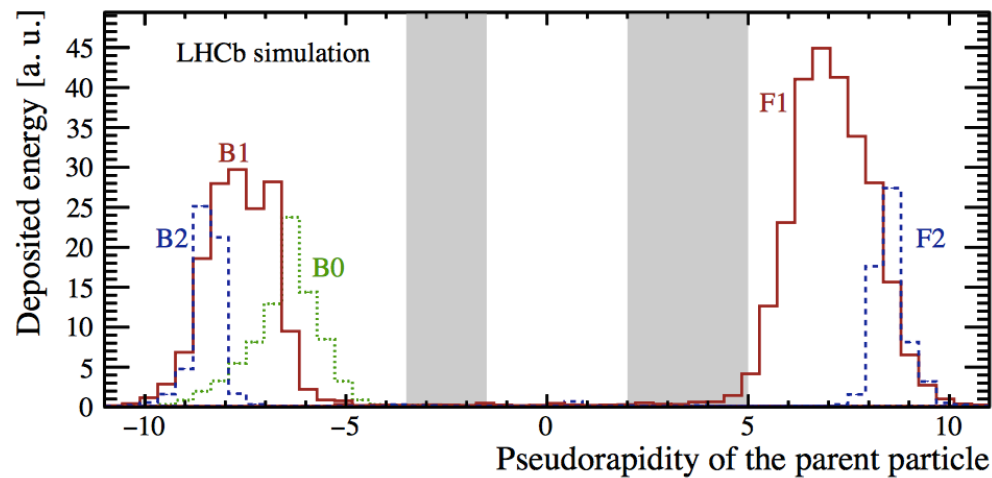 Deposited energy [a. u.]
45
40
35
30
25
20
15
10
5
0
LHCb simulation
B1
B2
B0
F1
F2
−10
−5
0
5
10
Pseudorapidity of the parent particle